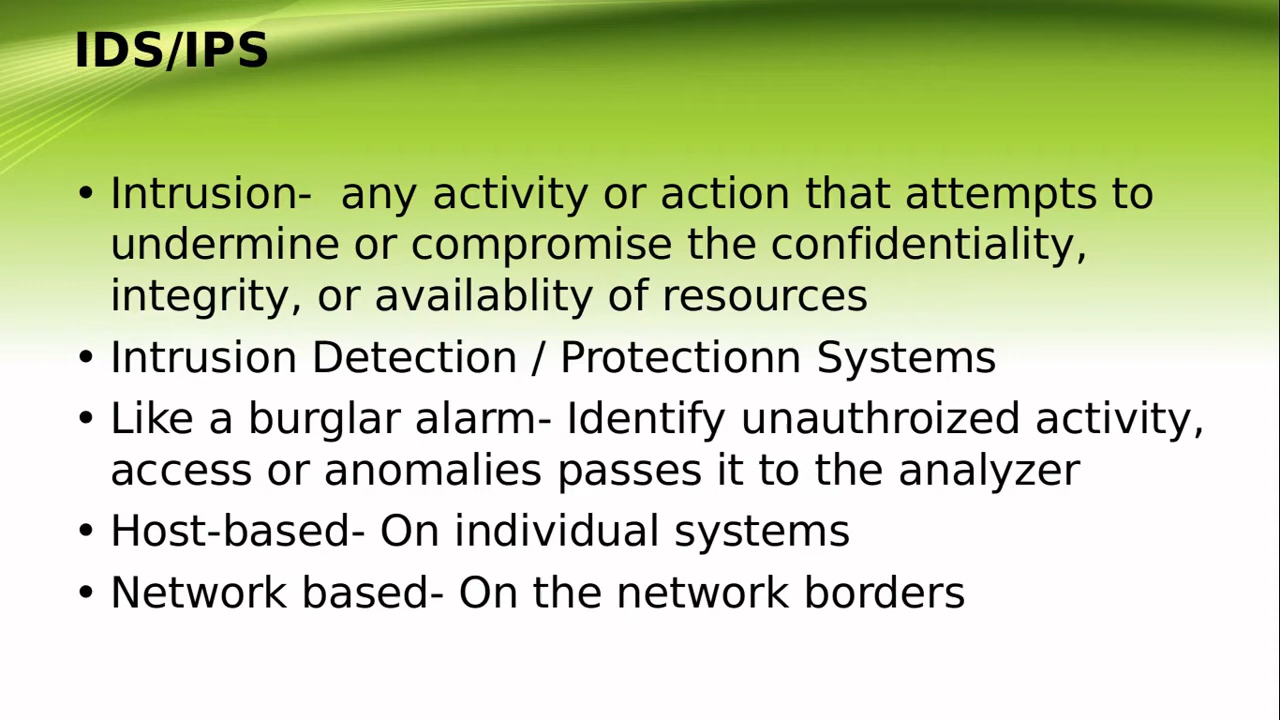 IDS/IPS
• Intrusion-  any activity or action that attempts to
undermine or compromise the confidentiality,
integrity, or availablity of resources
• Intrusion Detection / Protectionn Systems
• Like a burglar alarm- Identify unauthroized activity,
access or anomalies passes it to the analyzer
• Host-based- On individual systems
• Network based- On the network borders